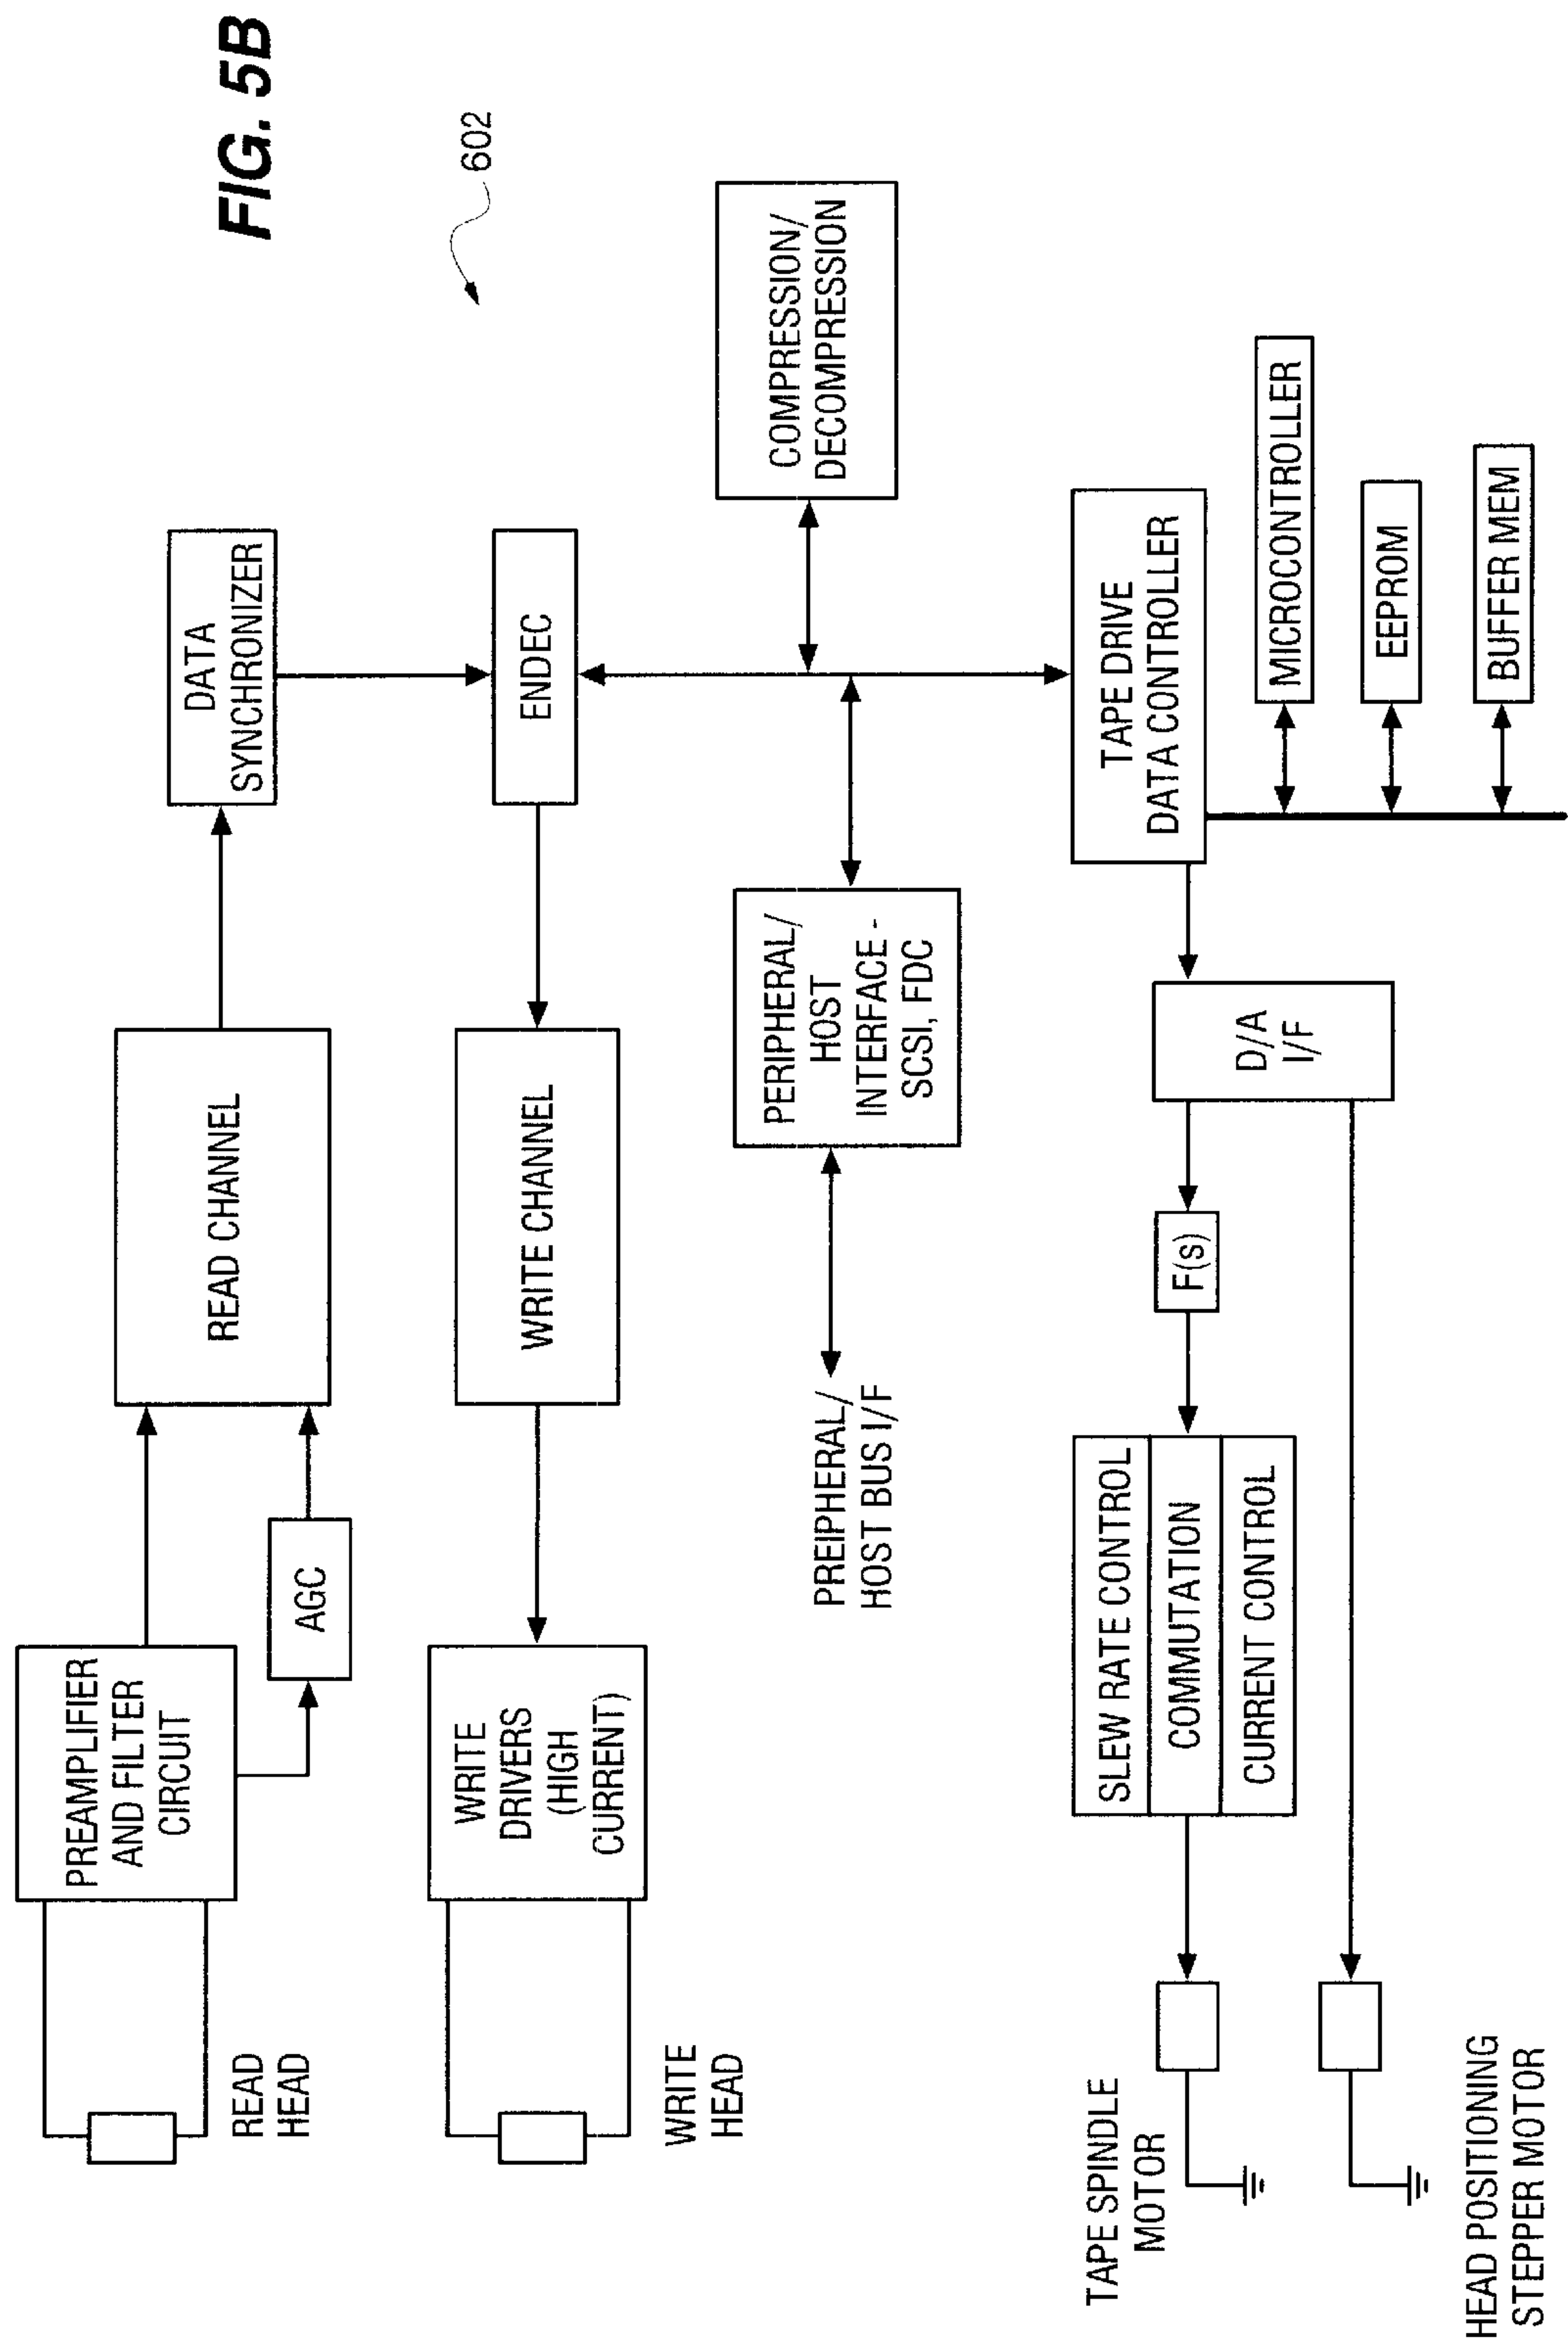 FIG. 5B
602
PREAMPLIFIER
AND FILTER
CIRCUIT
READ CHANNEL
DATA
SYNCHRONIZER
AGC
READ
HEAD
WRITE
DRIVERS
(HIGH
CURRENT)
WRITE CHANNEL
ENDEC
WRITE
HEAD
COMPRESSION/
DECOMPRESSION
PERIPHERAL/
HOST
INTERFACE -
SCSI, FDC
PREIPHERAL/
HOST BUS I/F
TAPE DRIVE
DATA CONTROLLER
SLEW RATE CONTROL
COMMUTATION
CURRENT CONTROL
F(s)
D/A
I/F
MICROCONTROLLER
EEPROM
BUFFER MEM
TAPE SPINDLE
MOTOR
HEAD POSITIONING
STEPPER MOTOR